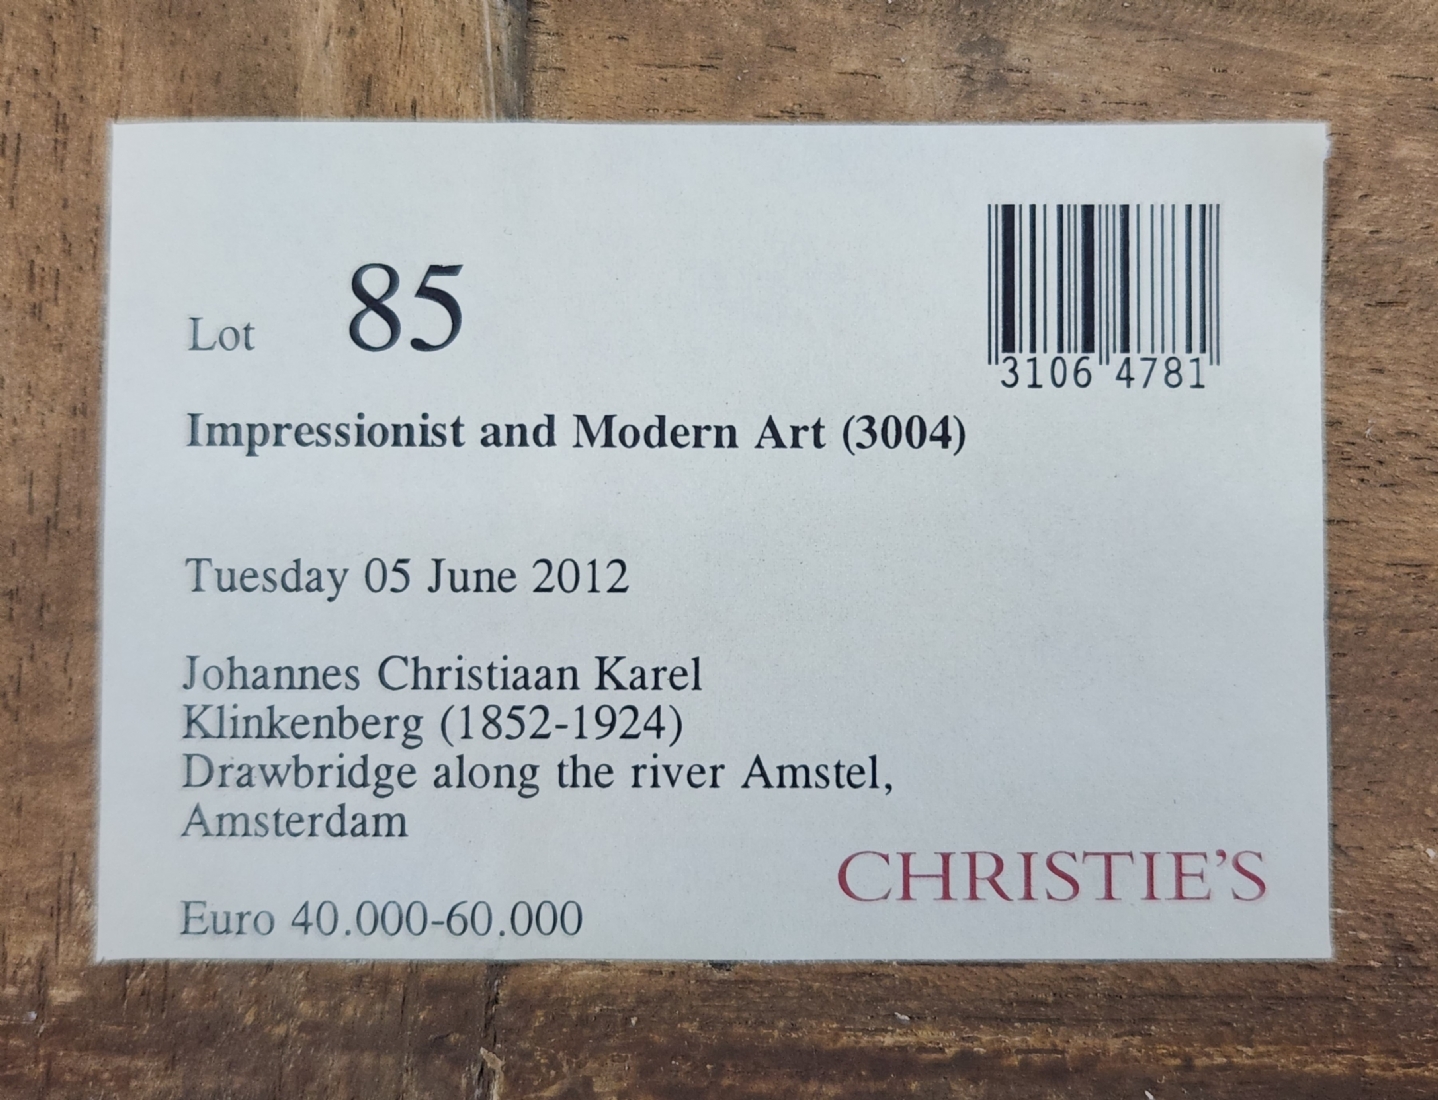 Lot 85
3106 4781
Impressionist and Modern Art (3004)
Tuesday 05 June 2012
Johannes Christiaan Karel
Klinkenberg (1852-1924)
Drawbridge along the river Amstel,
Amsterdam
CHRISTIE'S
Euro 40.000-60.000